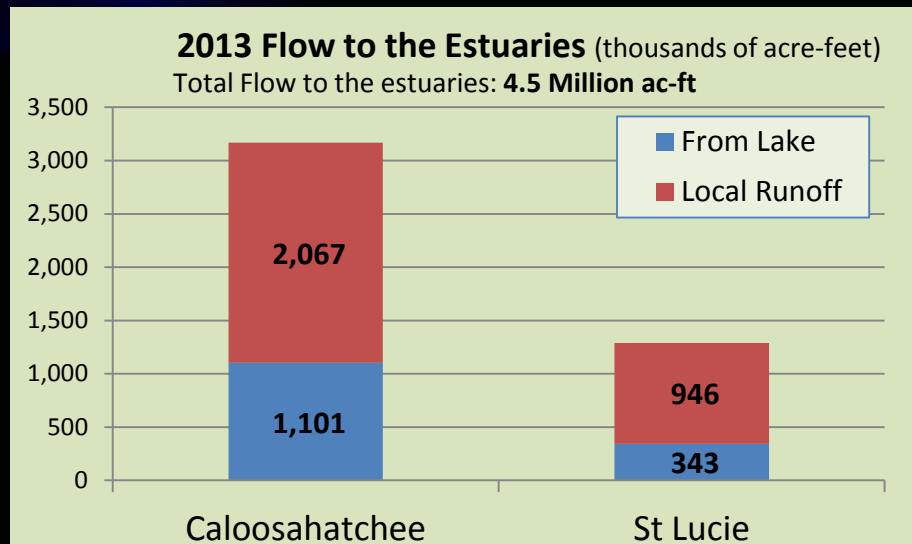 2013 Flow to the Estuaries (thousands of acre-feet)
Total Flow to the estuaries: 4.5 Million ac-ft
3,500
3,000
2,500
2,000
1,500
1,000
500
0
From Lake
Local Runoff
2,067
1,101
946
343
Caloosahatchee
St Lucie